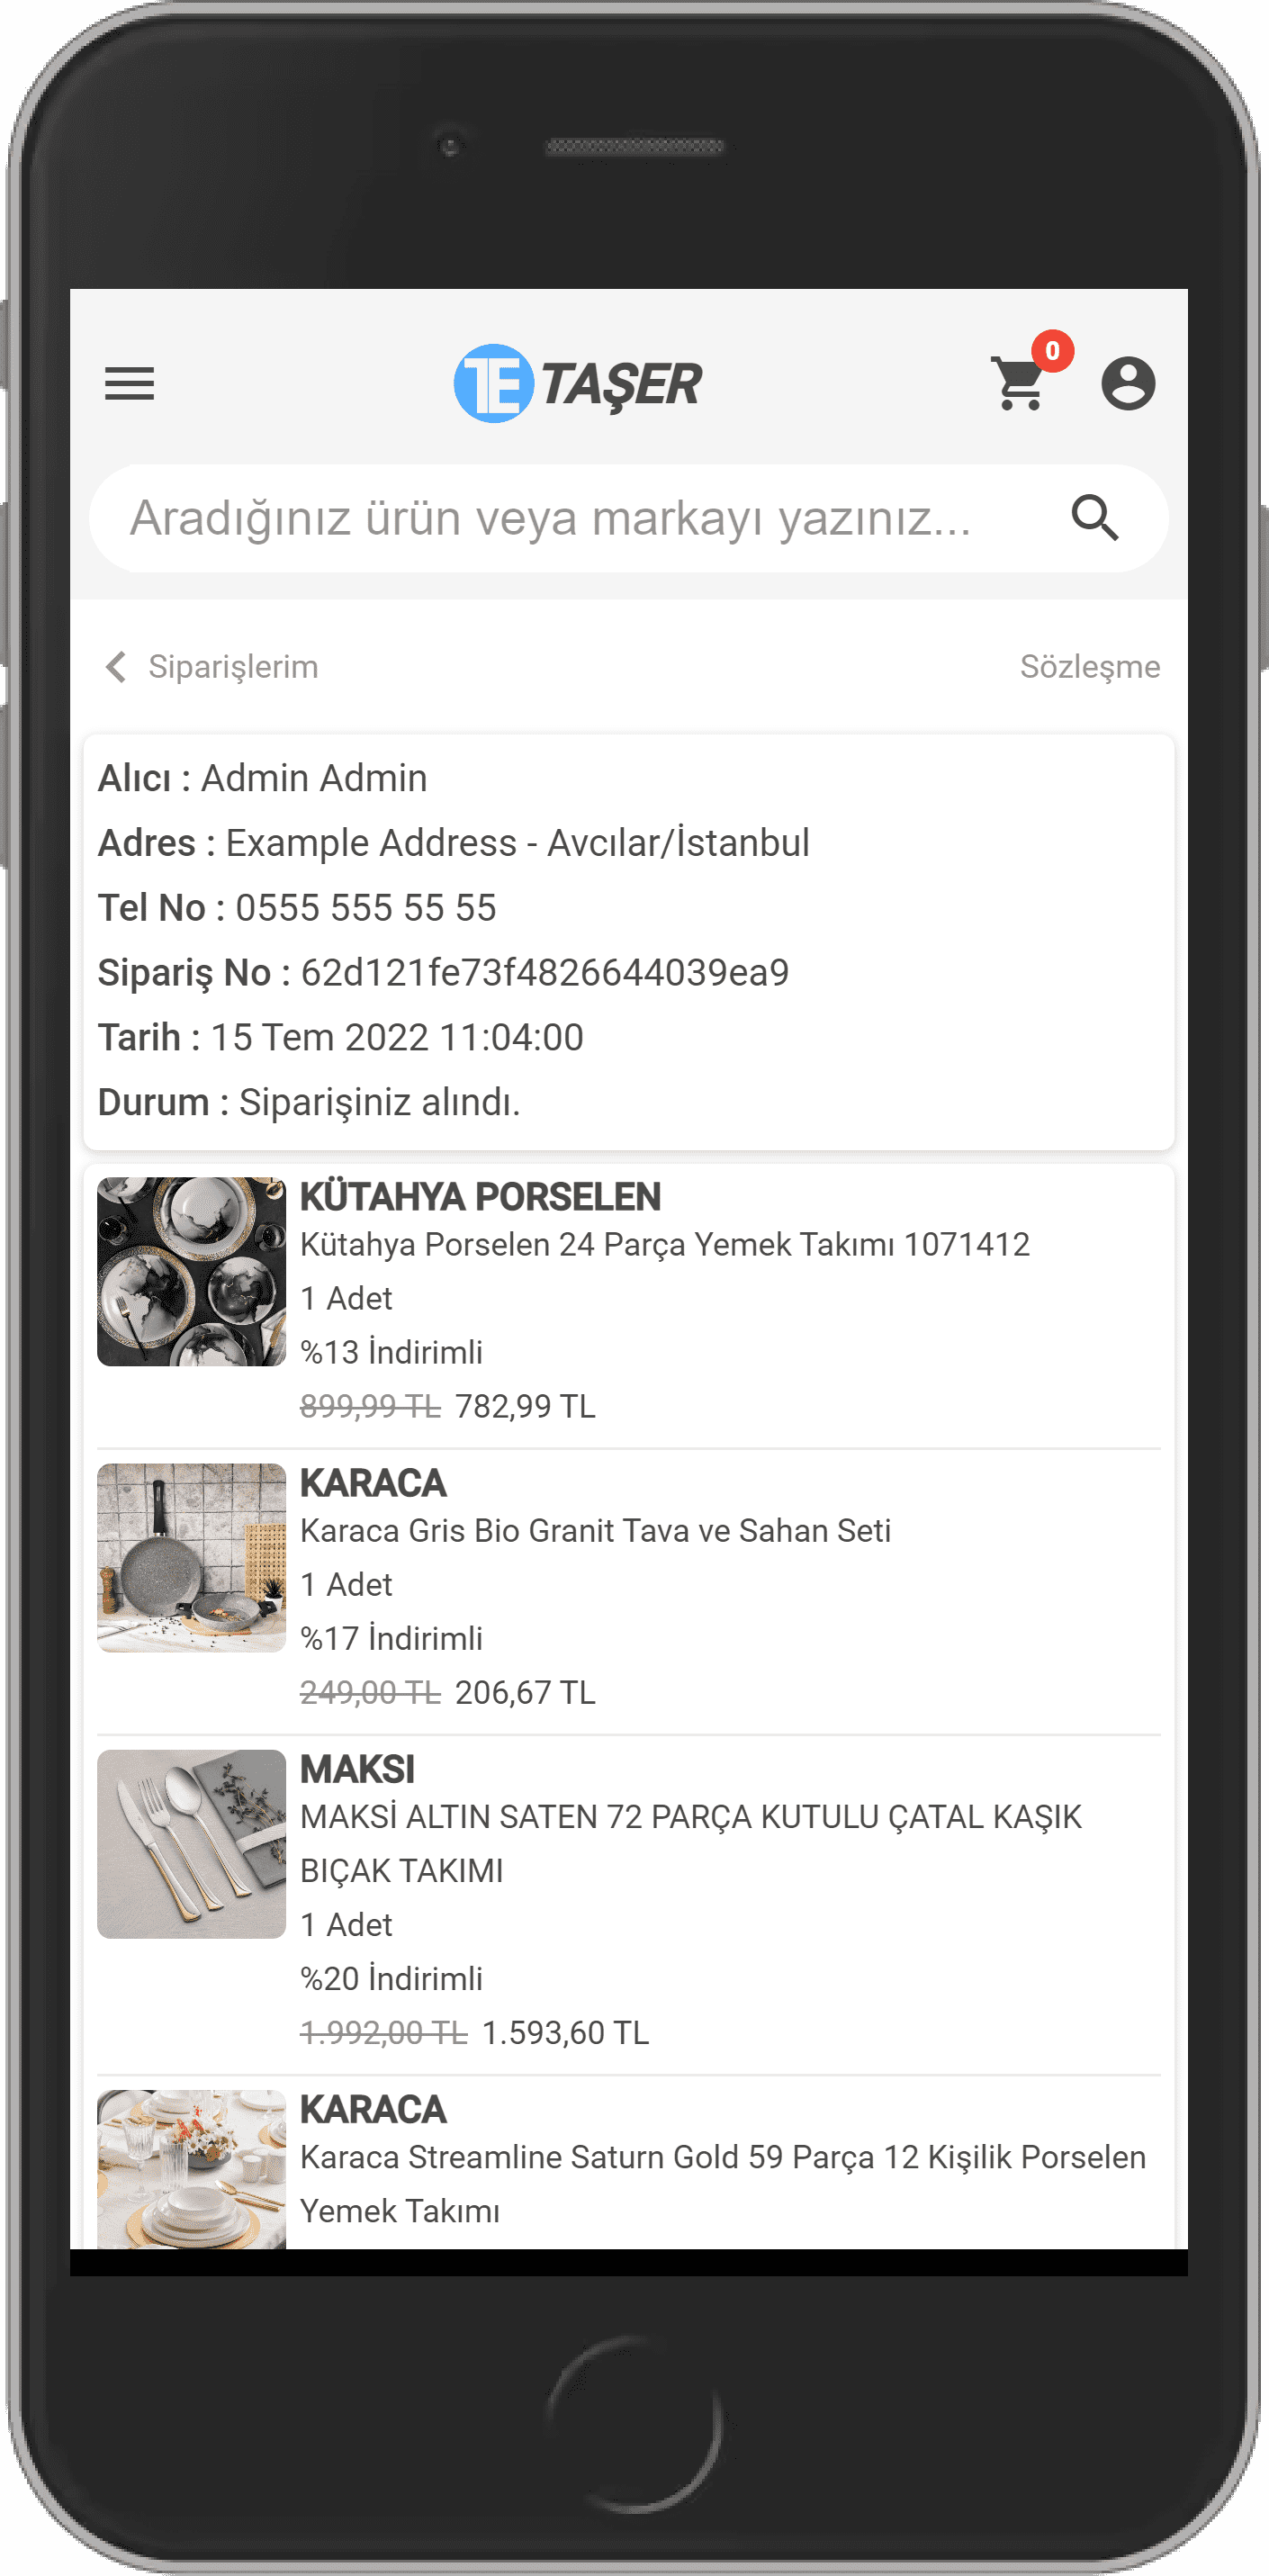 TE TAŞER
0
Aradığınız ürün veya markayı yazınız...
Siparişlerim
Sözleşme
Alıcı : Admin Admin
Adres : Example Address - Avcılar/İstanbul
Tel No : 0555 555 55 55
Sipariş No : 62d121fe73f4826644039ea9
Tarih : 15 Tem 2022 11:04:00
Durum : Siparişiniz alındı.
KÜTAHYA PORSELEN
Kütahya Porselen 24 Parça Yemek Takımı 1071412
1 Adet
%13 İndirimli
899,99 TL 782,99 TL
KARACA
Karaca Gris Bio Granit Tava ve Sahan Seti
1 Adet
%17 İndirimli
249,00 TL 206,67 TL
MAKSI
MAKSİ ALTIN SATEN 72 PARÇA KUTULU ÇATAL KAŞIK
BIÇAK TAKIMI
1 Adet
%20 İndirimli
1.992,00 TL 1.593,60 TL
KARACA
Karaca Streamline Saturn Gold 59 Parça 12 Kişilik Porselen
Yemek Takımı